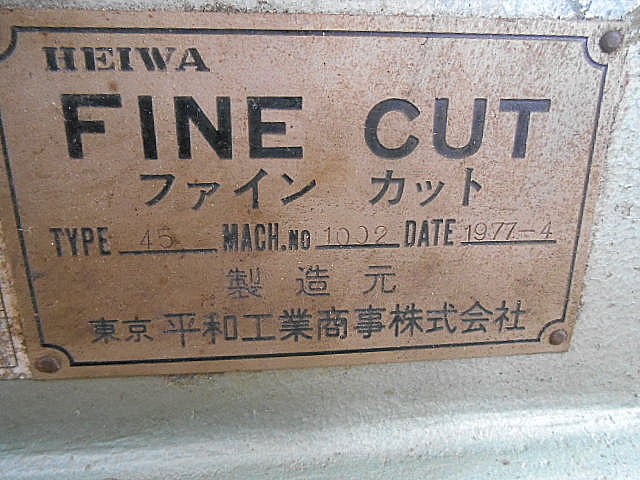 HEIWA
FINE CUT
ファイン カット
TYPE 45 MACH.NO 1002 DATE 1977-4
製造元
東京 平和工業商事株式会社